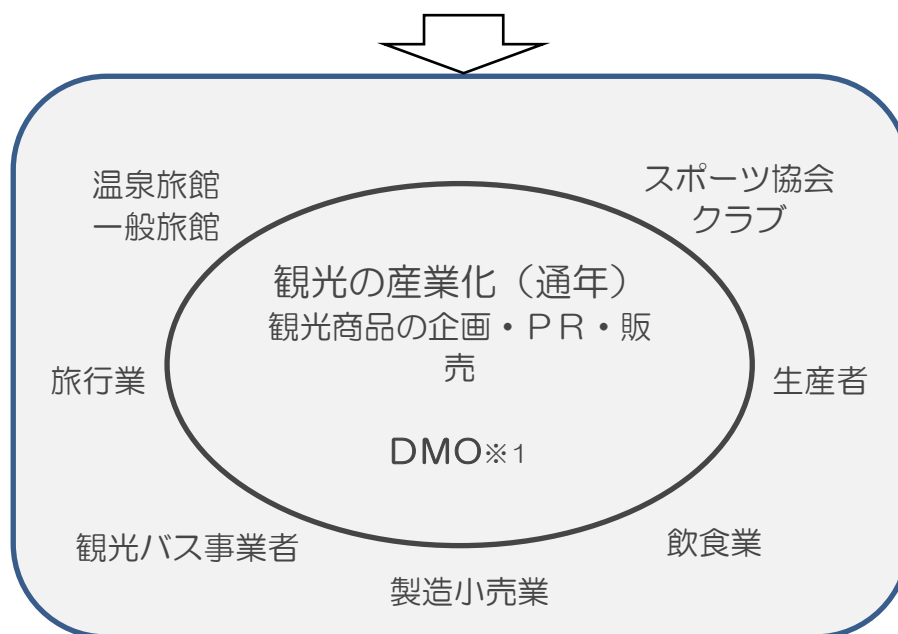 温泉旅館
一般旅館
スポーツ協会
クラブ
観光の産業化（通年）
観光商品の企画・ＰＲ・販
売
旅行業
生産者
DMO※１
観光バス事業者
飲食業
製造小売業